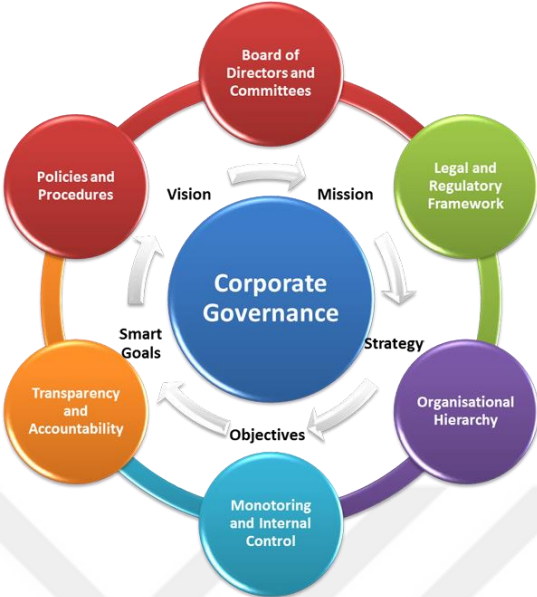 Board of
Directors and
Committees
Policies and
Procedures
Legal and
Regulatory
Framework
Vision
Mission
Corporate
Governance
Smart
Goals
Strategy
Transparency
and
Accountability
Organisational
Hierarchy
Objectives
Monotoring
and Internal
Control